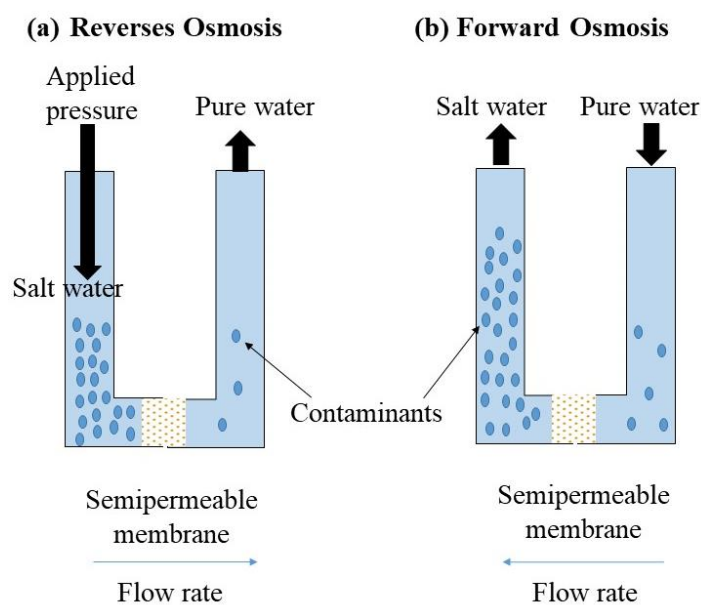 (a) Reverses Osmosis
Applied
pressure
Pure water
Salt water
Semipermeable
membrane
Flow rate
Contaminants
(b) Forward Osmosis
Salt water
Pure water
Semipermeable
membrane
Flow rate